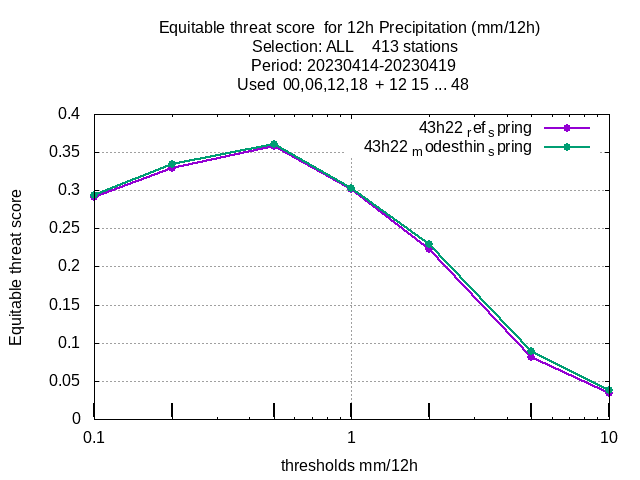 Equitable threat score  for 12h Precipitation (mm/12h)
Selection: ALL    413 stations
Period: 20230414-20230419
Used  00,06,12,18  + 12 15 ... 48
43h22 ref spring
43h22 modesthin spring
0.4
0.35
0.3
0.25
0.2
0.15
0.1
0.05
0
Equitable threat score
0.1 1 10
thresholds mm/12h